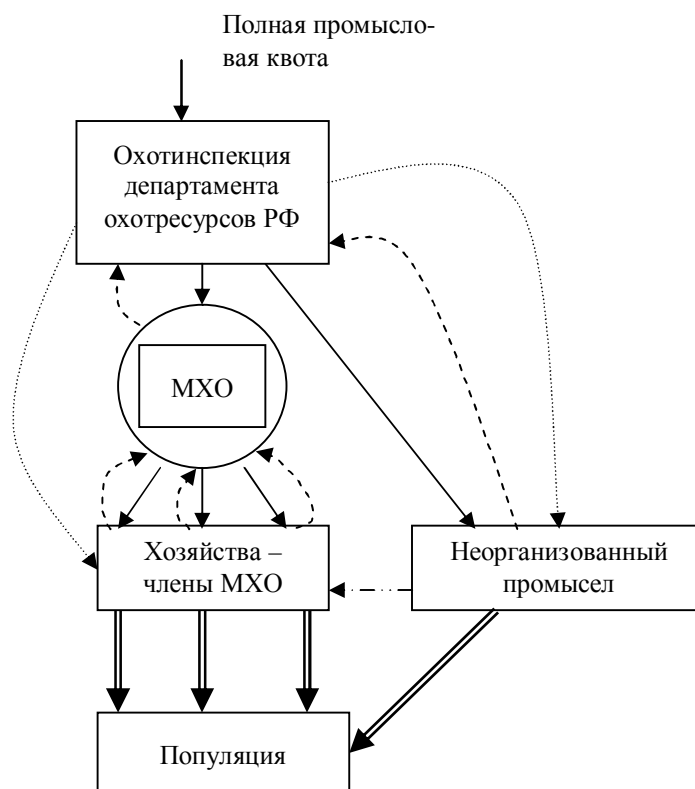 Полная промысло-
вая квота
Охотинспекция
департамента
охотресурсов РФ
МХО
Хозяйства –
члены МХО
Неорганизованный
промысел
Популяция